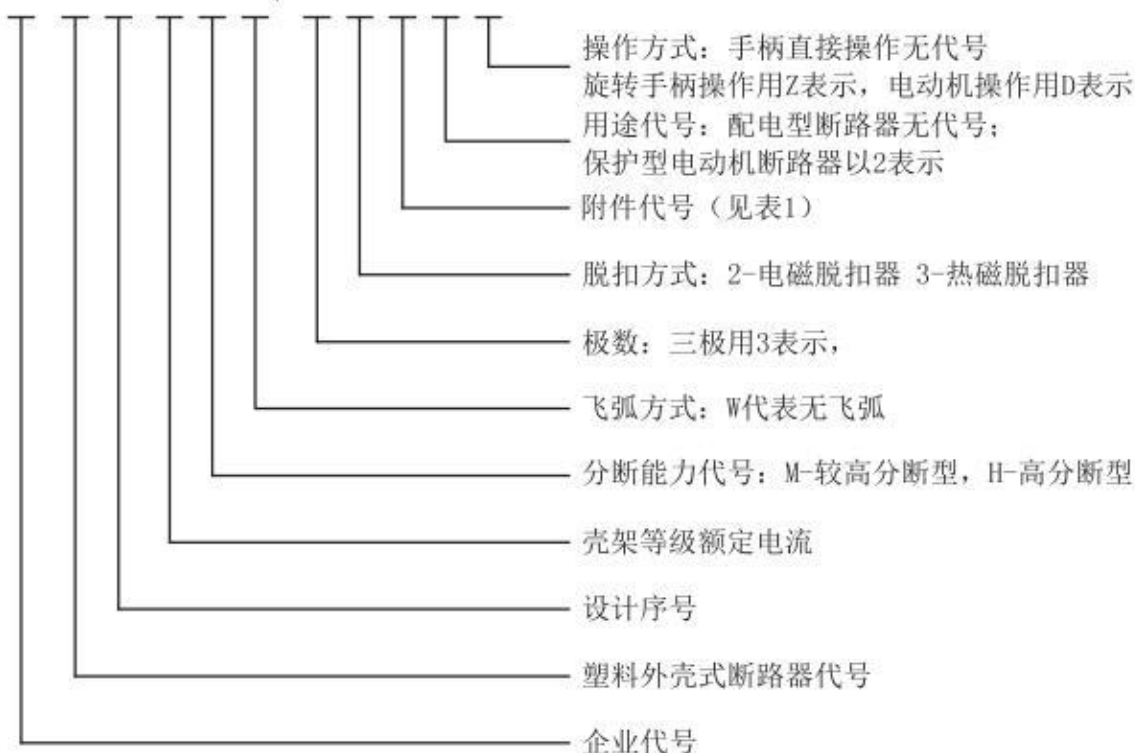 操作方式：手柄直接操作无代号
旋转手柄操作用Z表示，电动机操作用D表示
用途代号：配电型断路器无代号；
保护型电动机断路器以2表示
附件代号（见表1）
脱扣方式：2-电磁脱扣器 3-热磁脱扣器
极数：三极用3表示，
飞弧方式：W代表无飞弧
分断能力代号：M-较高分断型，H-高分断型
壳架等级额定电流
设计序号
塑料外壳式断路器代号
企业代号